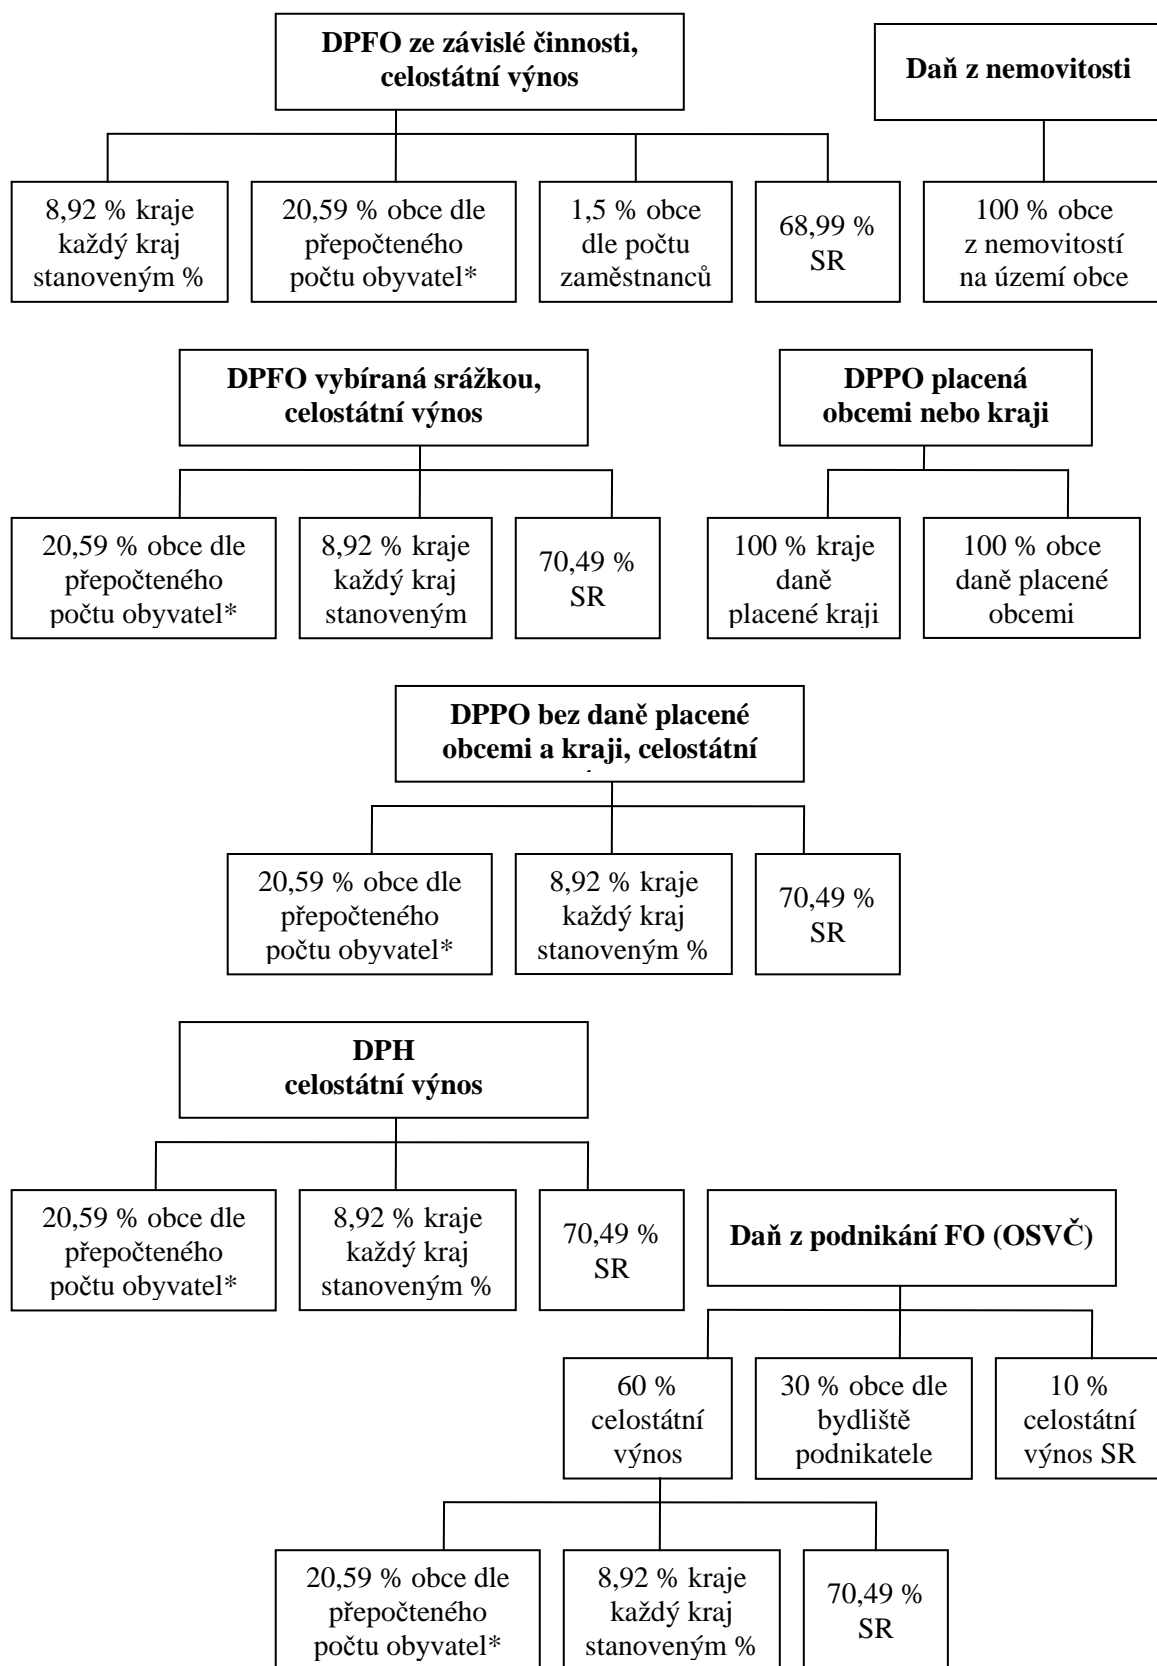 DPFO ze závislé činnosti,
celostátní výnos
Daň z nemovitosti
8,92 % kraje
každý kraj
stanoveným %
20,59 % obce dle
přepočteného
počtu obyvatel*
1,5 % obce
dle počtu
zaměstnanců
68,99 %
SR
100 % obce
z nemovitostí
na území obce
DPFO vybíraná srážkou,
celostátní výnos
DPPO placená
obcemi nebo kraji
20,59 % obce dle
přepočteného
počtu obyvatel*
8,92 % kraje
každý kraj
stanoveným
70,49 %
SR
100 % kraje
daně
placené kraji
100 % obce
daně placené
obcemi
DPPO bez daně placené
obcemi a kraji, celostátní
20,59 % obce dle
přepočteného
počtu obyvatel*
8,92 % kraje
každý kraj
stanoveným %
70,49 %
SR
DPH
celostátní výnos
20,59 % obce dle
přepočteného
počtu obyvatel*
8,92 % kraje
každý kraj
stanoveným %
70,49 %
SR
Daň z podnikání FO (OSVČ)
60 %
celostátní
výnos
30 % obce dle
bydliště
podnikatele
10 %
celostátní
výnos SR
20,59 % obce dle
přepočteného
počtu obyvatel*
8,92 % kraje
každý kraj
stanoveným %
70,49 %
SR